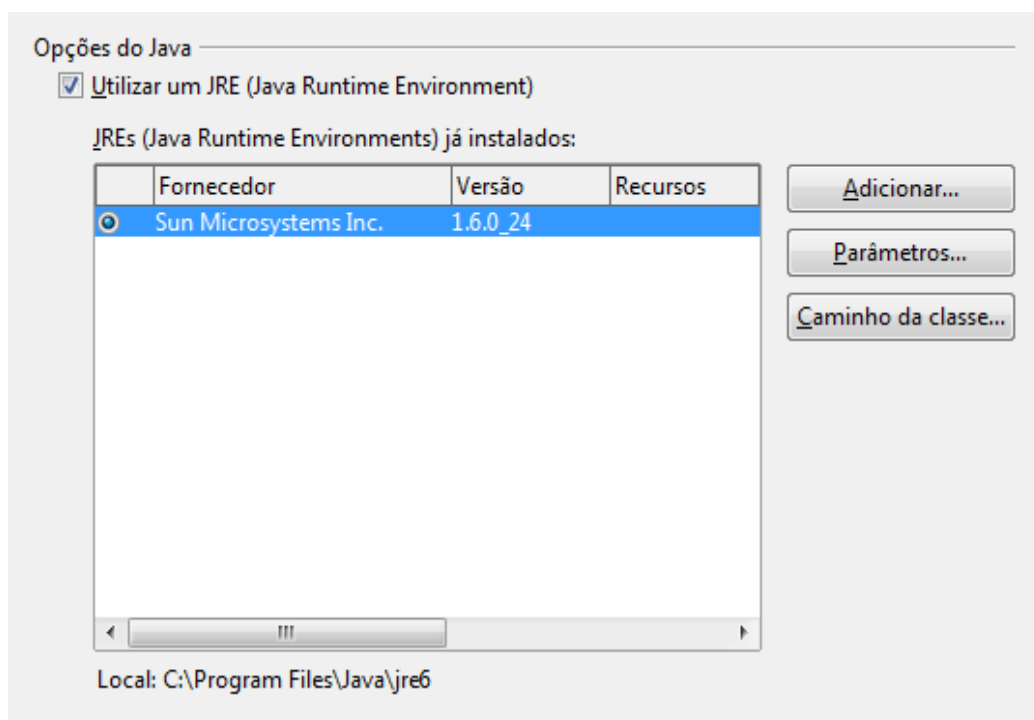 Opções do Java
Utilizar um JRE (Java Runtime Environment)
JREs (Java Runtime Environments) já instalados:
Fornecedor Versão Recursos
Sun Microsystems Inc. 1.6.0_24
Adicionar...
Parâmetros...
Caminho da classe...
Local: C:\Program Files\Java\jre6